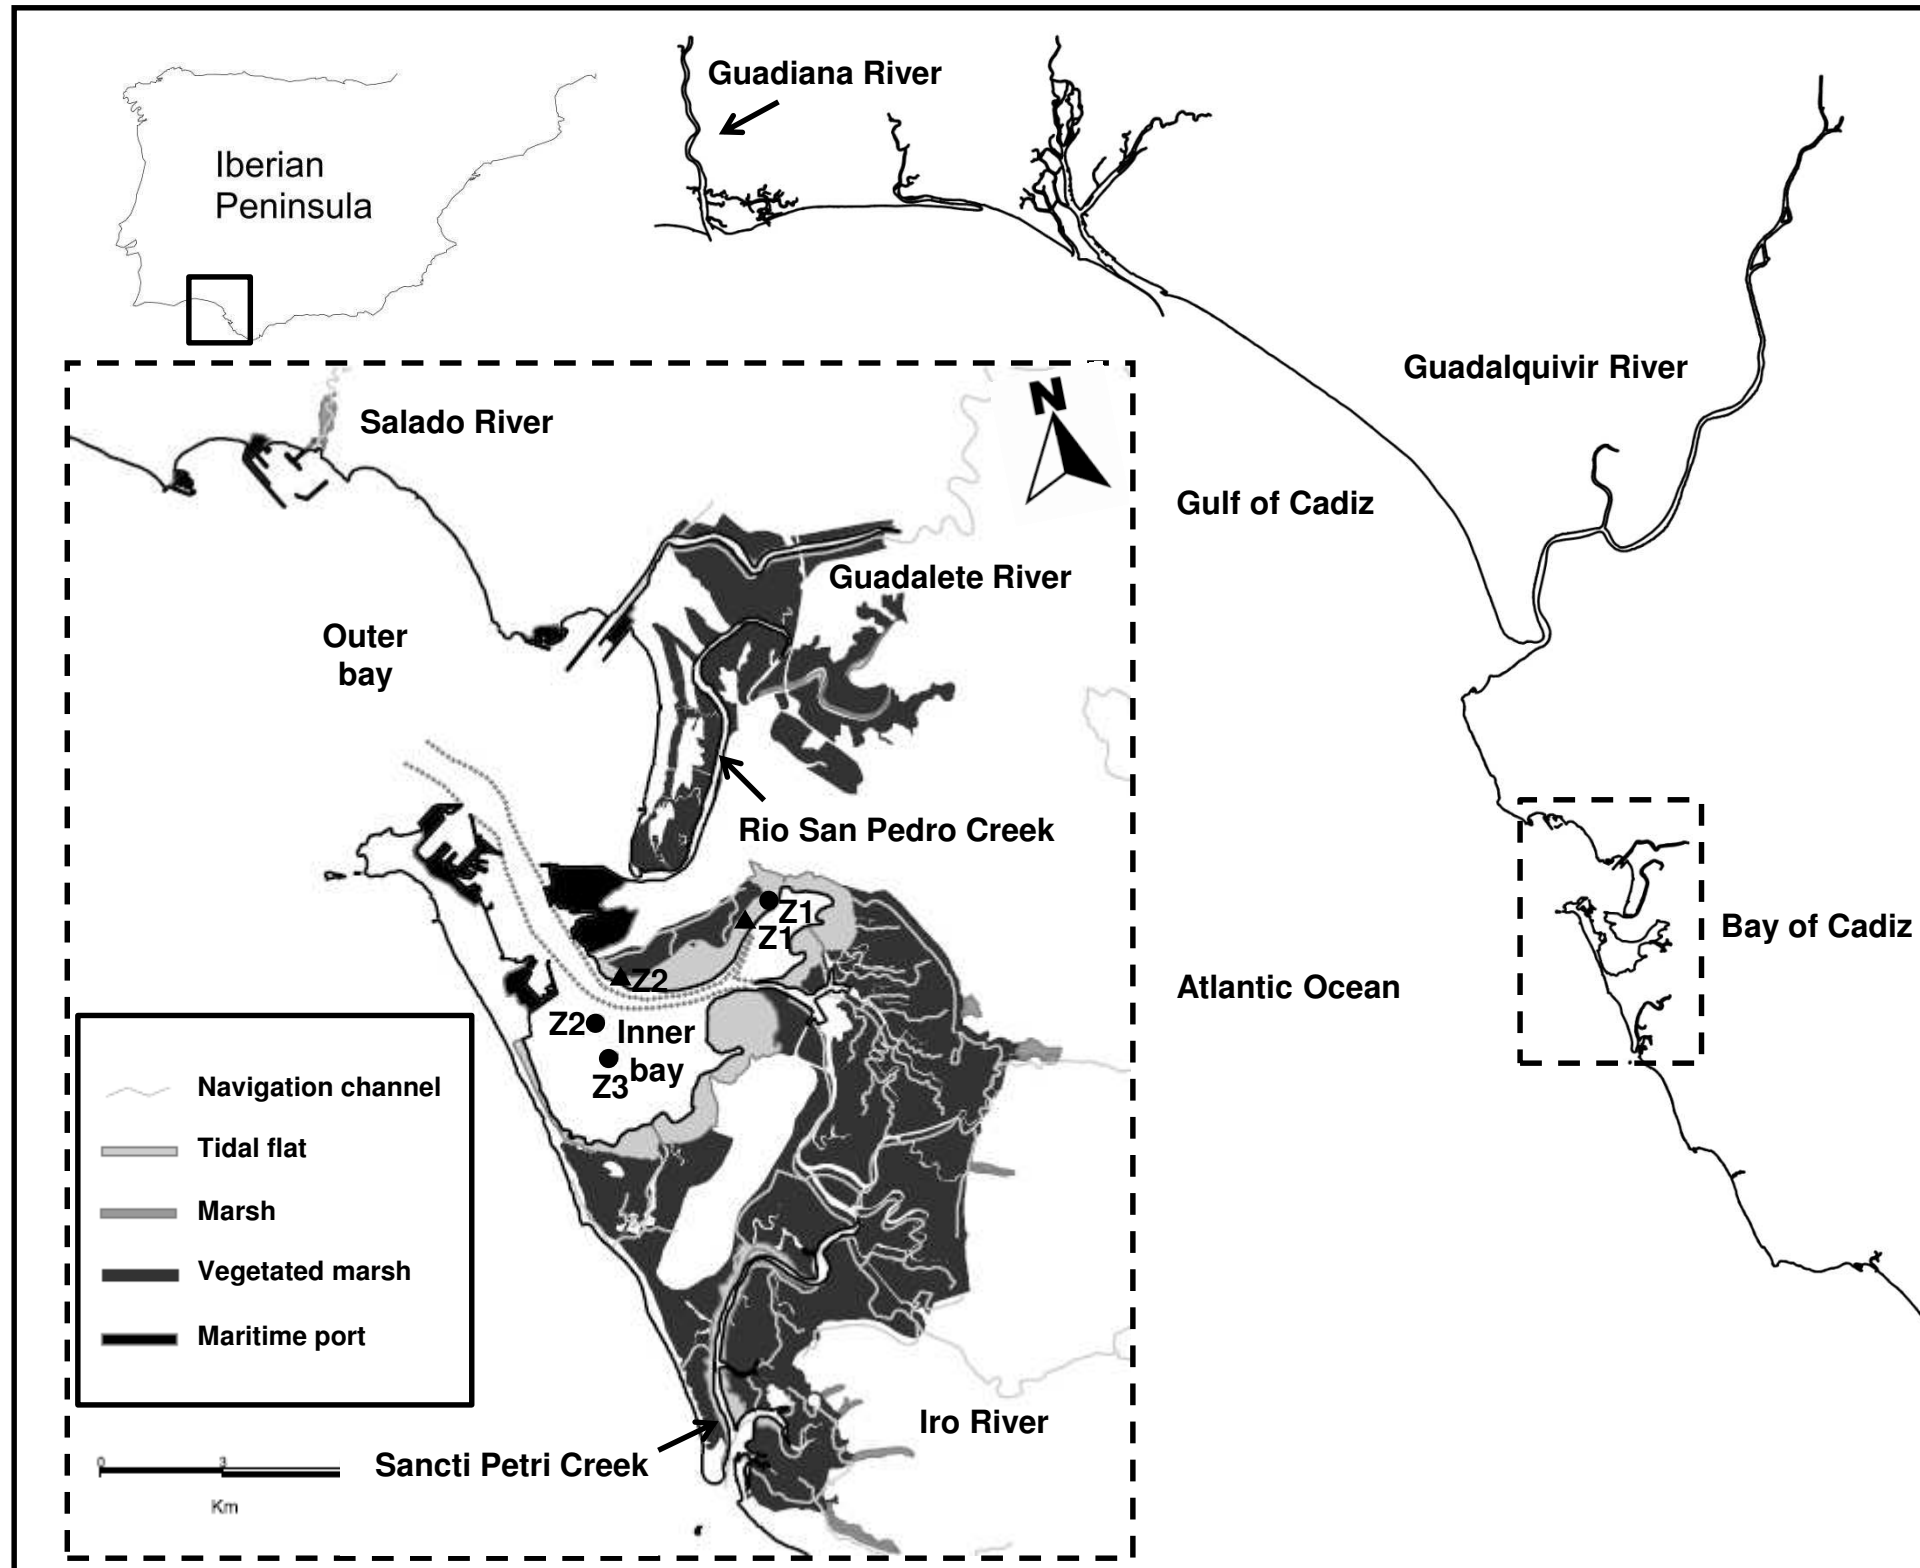 Guadiana River
Iberian
Peninsula
Guadalquivir River
N
Salado River
Gulf of Cadiz
Guadalete River
Outer
bay
Rio San Pedro Creek
Z1
Z1
Bay of Cadiz
Z2
Atlantic Ocean
Z2
Inner
bay
Z3
Navigation channel
Tidal flat
Marsh
Vegetated marsh
Maritime port
Iro River
Sancti Petri Creek
0 3
Km